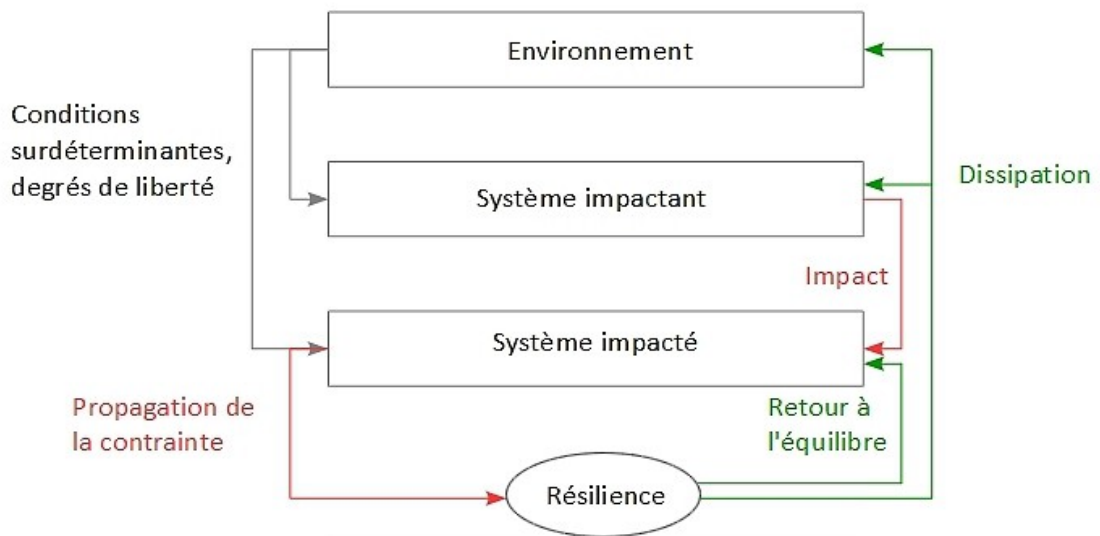 Environnement
Conditions
surdéterminantes,
degrés de liberté
Dissipation
Système impactant
Impact
Système impacté
Propagation de
la contrainte
Retour à
l'équilibre
Résilience